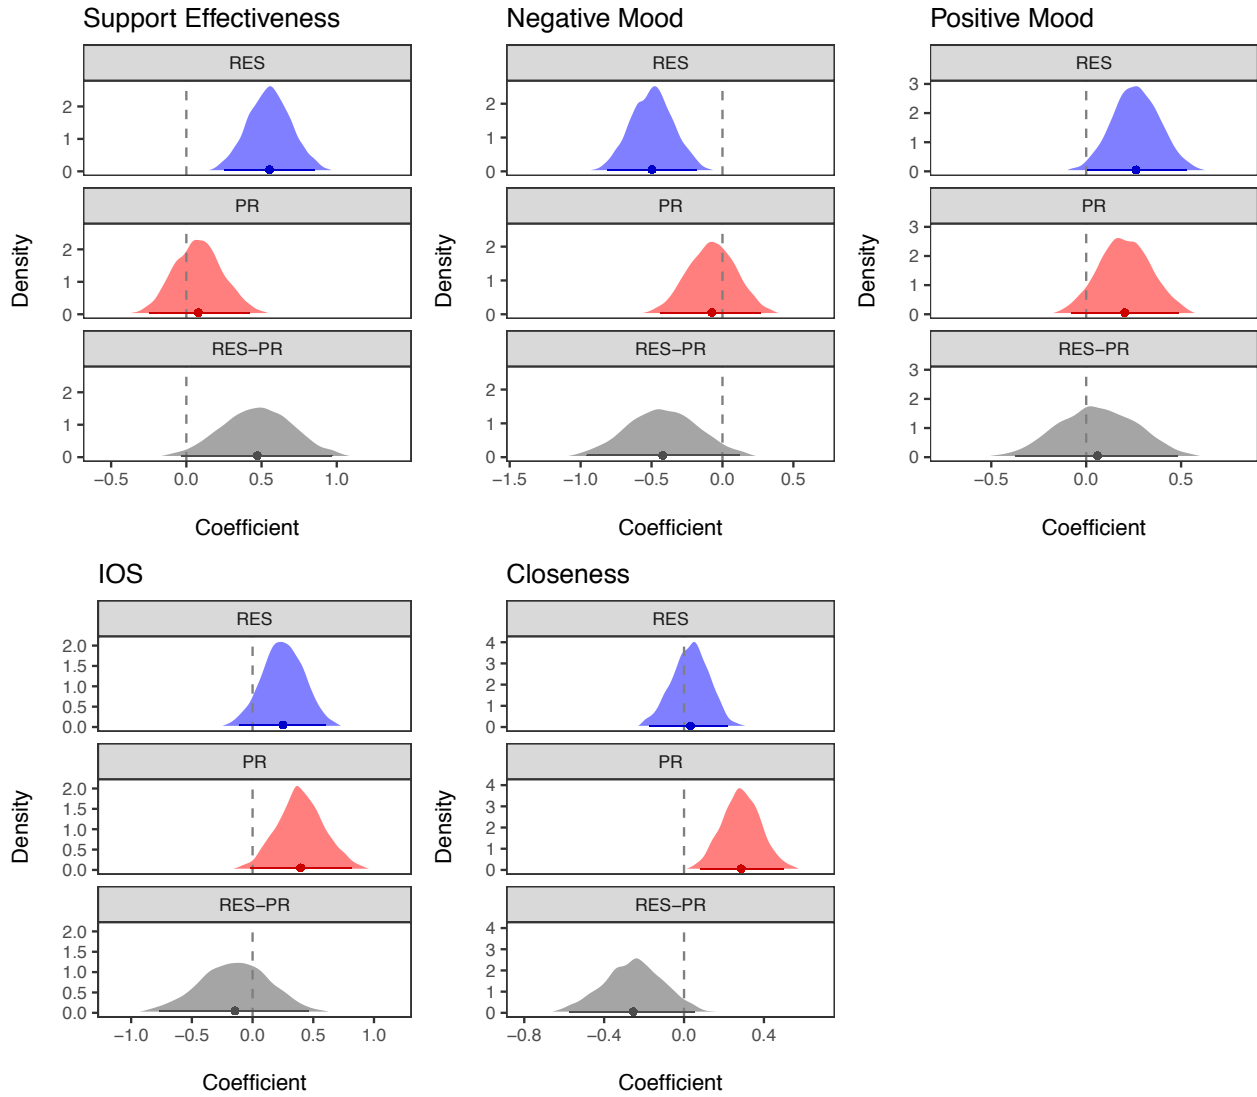 Support Effectiveness
Negative Mood
Positive Mood
RES
RES
RES
2
1
0
2
1
0
3
2
1
0
PR
PR
PR
2
1
0
2
1
0
3
2
1
0
RES−PR
RES−PR
RES−PR
2
1
0
2
1
0
3
2
1
0
Density
Density
Density
−0.5 0.0 0.5 1.0
−1.5 −1.0 −0.5 0.0 0.5
−0.5 0.0 0.5
Coefficient
Coefficient
Coefficient
IOS
Closeness
RES
RES
2.0
1.5
1.0
0.5
0.0
4
3
2
1
0
PR
PR
2.0
1.5
1.0
0.5
0.0
4
3
2
1
0
RES−PR
RES−PR
2.0
1.5
1.0
0.5
0.0
4
3
2
1
0
Density
Density
−1.0 −0.5 0.0 0.5 1.0
−0.8 −0.4 0.0 0.4
Coefficient
Coefficient